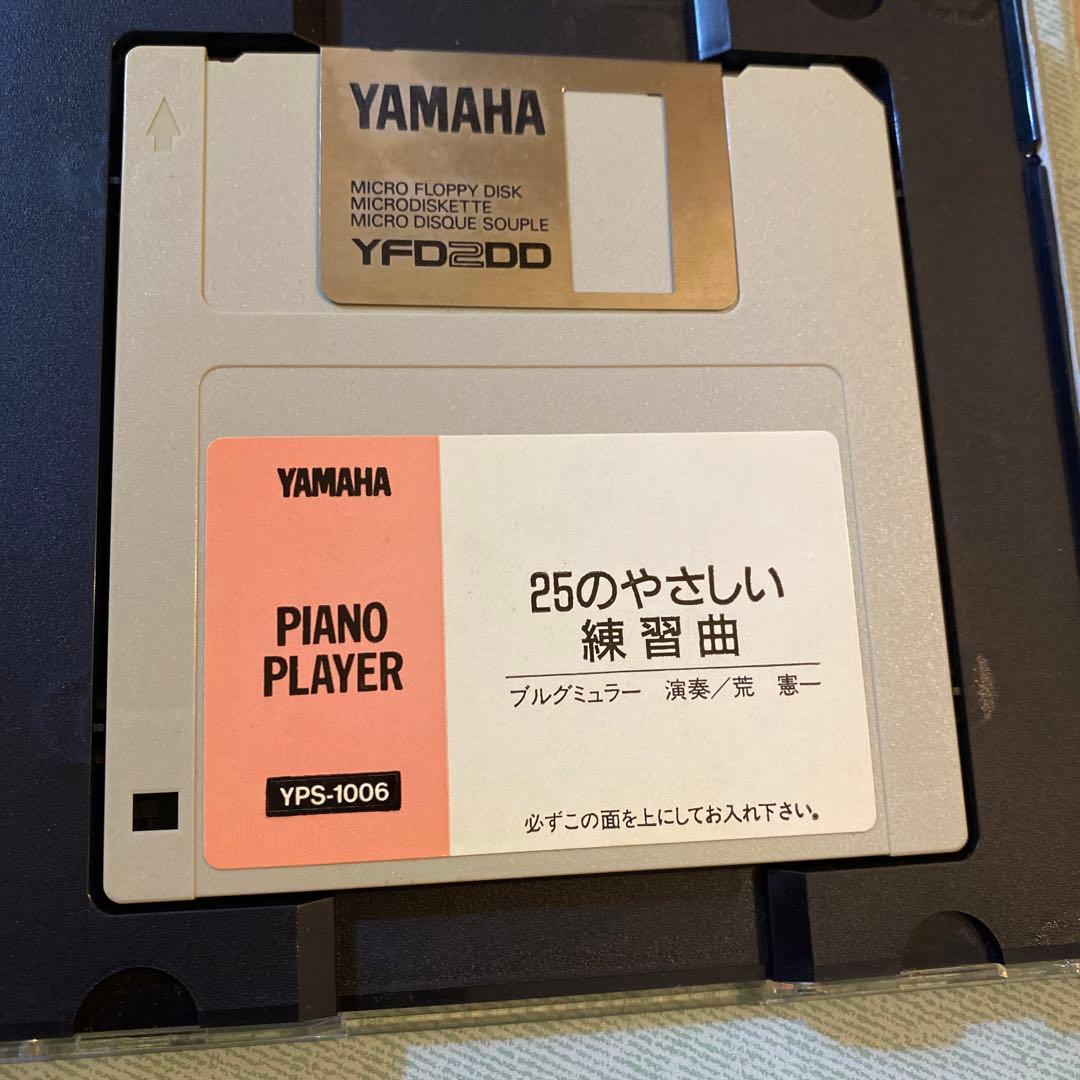 YAMAHA
MICRO FLOPPY DISK
MICRODISKETTE
MICRO DISQUE SOUPLE
YFD2DD
YAMAHA
PIANO
PLAYER
YPS-1006
25のやさしい
練習曲
ブルグミュラー　演奏／荒　憲一
必ずこの面を上にしてお入れ下さい。